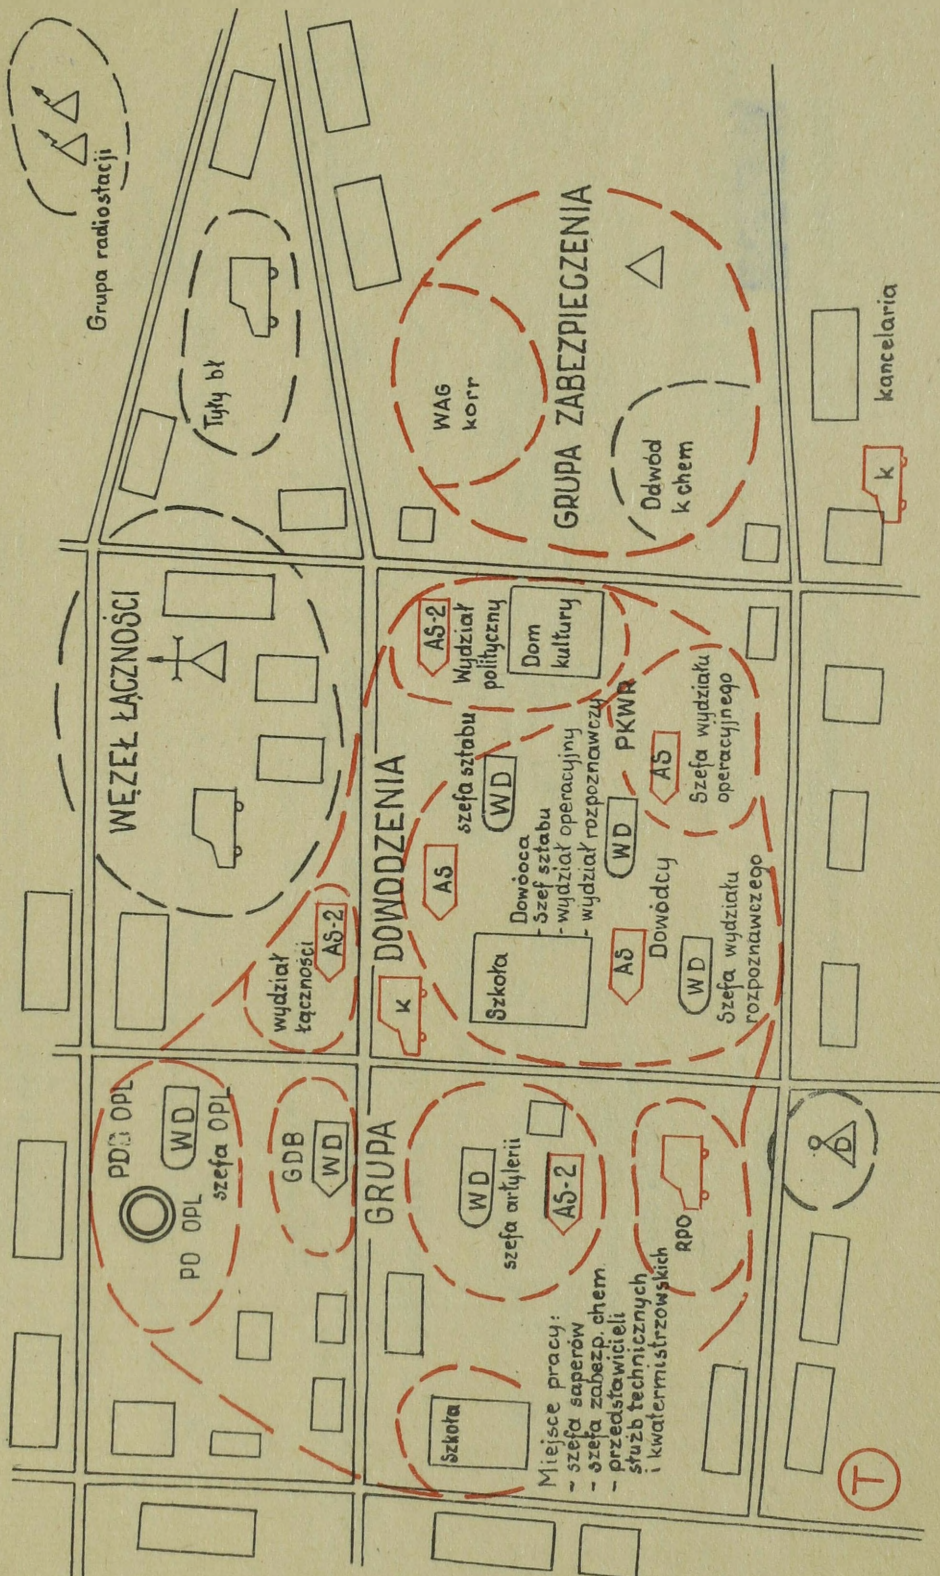 Grupa radiostacji
Tyły bł
WĘZEŁ ŁĄCZNOŚCI
wydział
łączności
AS-2
PDO OPL
WD
szefa OPL
PD OPL
GDB
WD
GRUPA DOWODZENIA
K
AS
szefa sztabu
WD
AS-2
Wydział
polityczny
Dom
kultury
Szkoła
Dowóoca
- Szef sztabu
- wydział operacyjny
- wydział rozpoznawczy
WD
PKWR
AS
Szefa wydziału
operacyjnego
AS
Dowódcy
WD
Szefa wydziału
rozpoznawczego
WD
szefa artylerii
AS-2
RPO
Szkoła
Miejsce pracy:
- szefa saperów
- szefa zabezp. chem
- przedstawicieli
służb technicznych
i kwatermistrzowskich
WAG
korr
GRUPA ZABEZPIECZENIA
Odwód
k chem
K
kancelaria
D
T